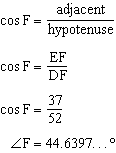 cos F = adjacent / hypotenuse
cos F = EF / DF
cos F = 37 / 52
∠F = 44.6397...°